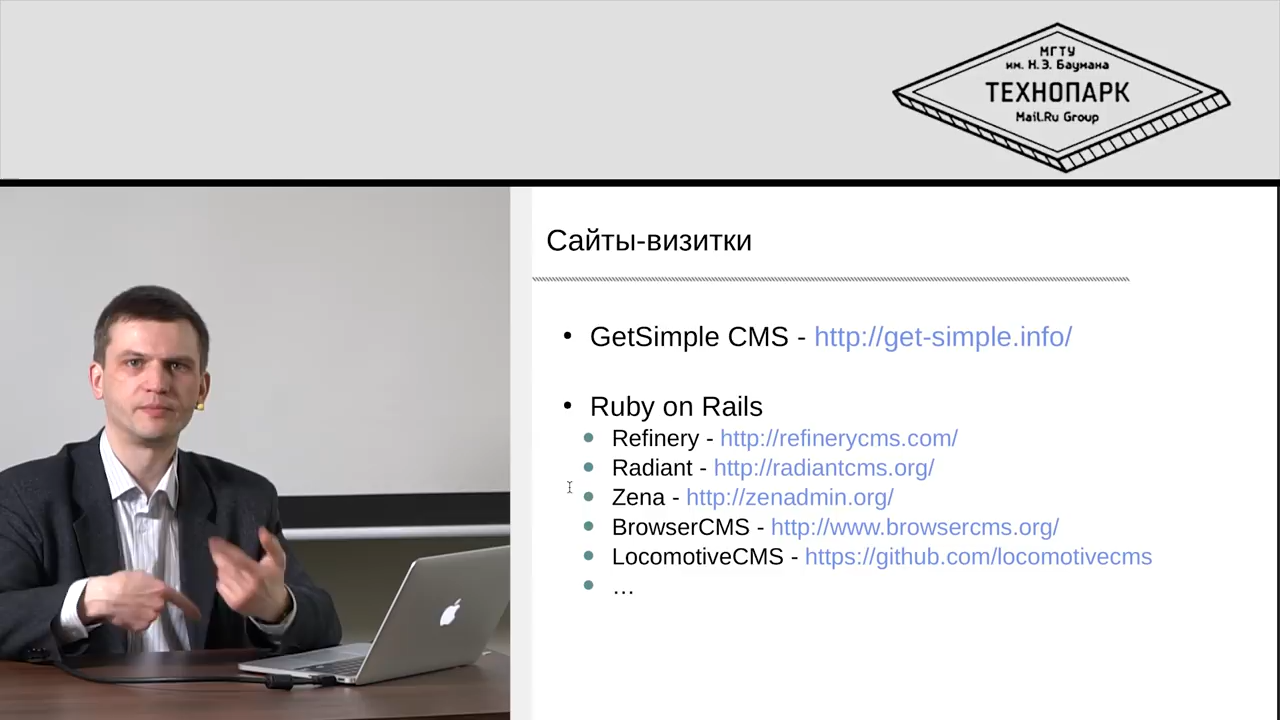 МГТУ
им. Н.Э. Баумана
ТЕХНОПАРК
Mail.Ru Group
Сайты-визитки
• GetSimple CMS - http://get-simple.info/
• Ruby on Rails
• Refinery - http://refinerycms.com/
• Radiant - http://radiantcms.org/
• Zena - http://zenadmin.org/
• BrowserCMS - http://www.browsercms.org/
• LocomotiveCMS - https://github.com/locomotivecms
• …